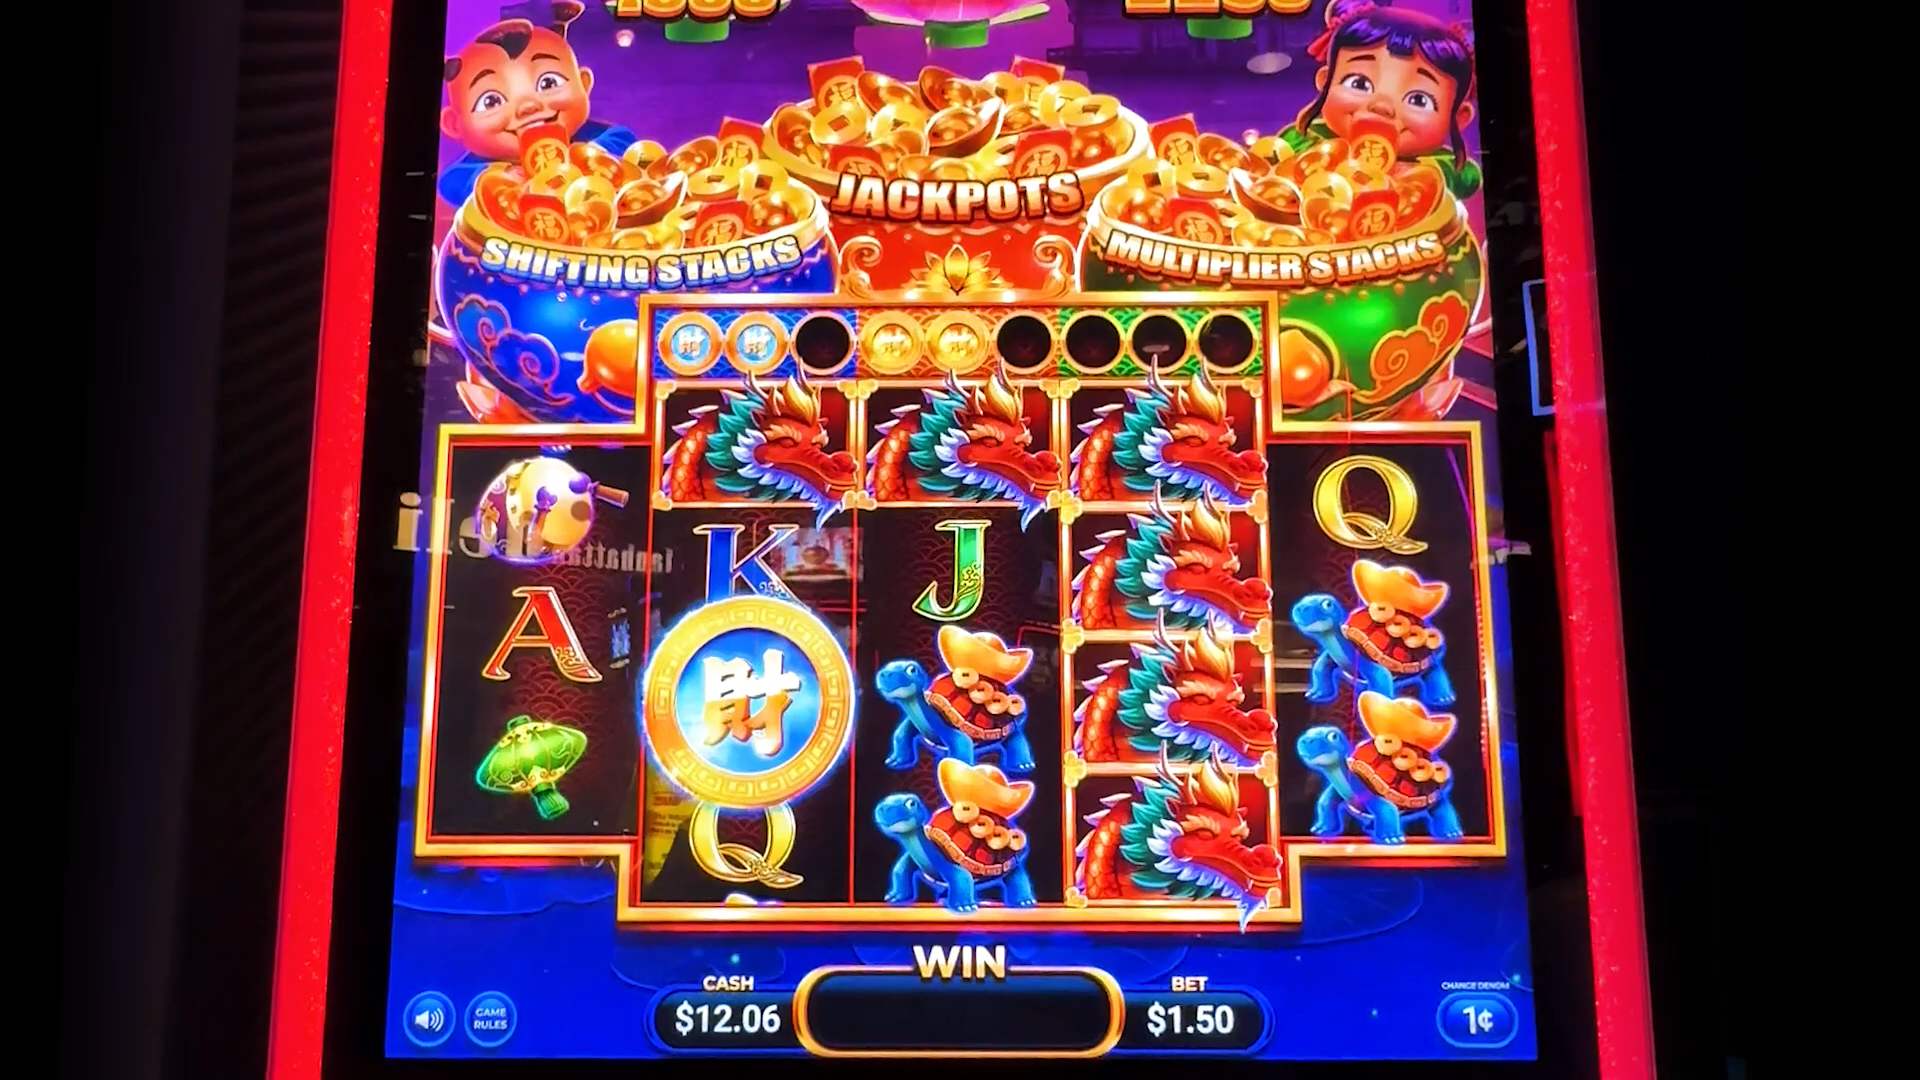 JACKPOTS
SHIFTING STACKS
MULTIPLIER STACKS
財 財 財 財
Q
K
J
A
財
Q
WIN
CASH
BET
CHANGE DENOM
GAME
RULES
$12.06
$1.50
1¢